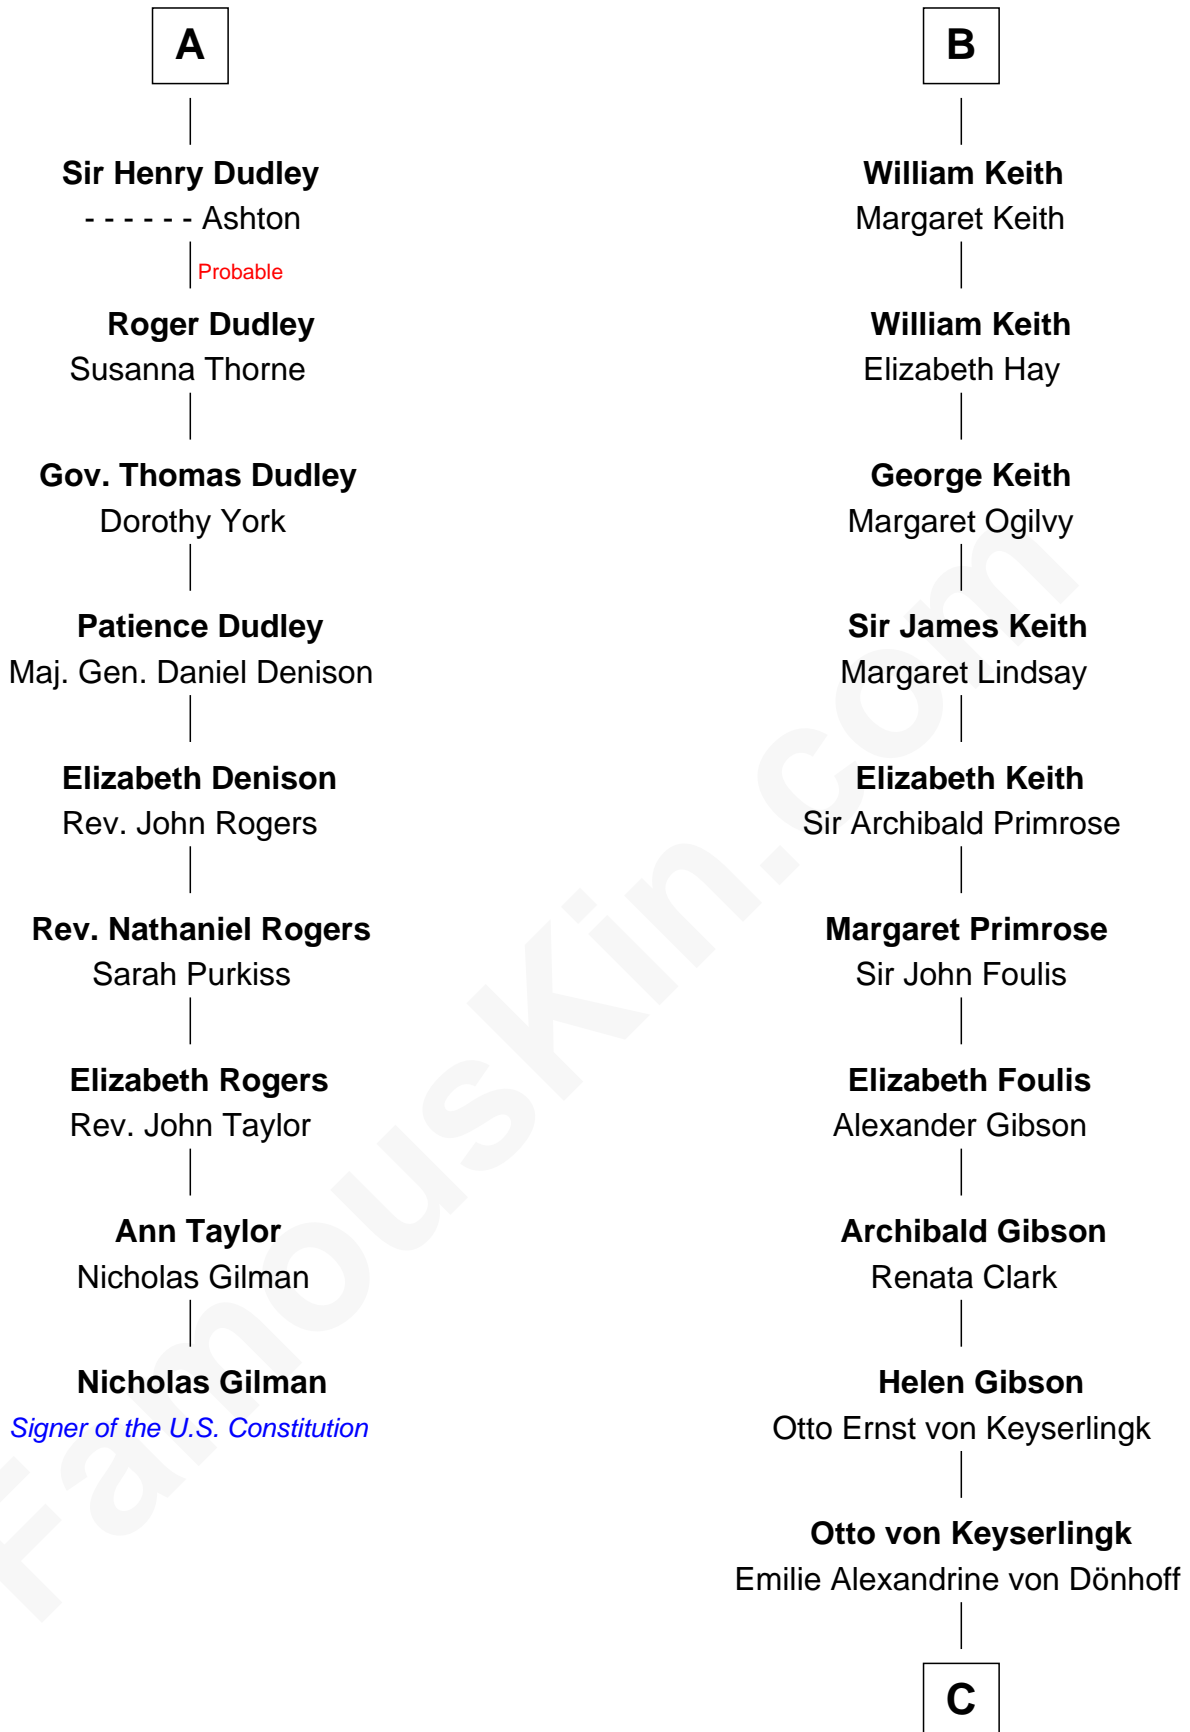 A
Sir Henry Dudley
- - - - - - Ashton
Probable
Roger Dudley
Susanna Thorne
Gov. Thomas Dudley
Dorothy York
Patience Dudley
Maj. Gen. Daniel Denison
Elizabeth Denison
Rev. John Rogers
Rev. Nathaniel Rogers
Sarah Purkiss
Elizabeth Rogers
Rev. John Taylor
Ann Taylor
Nicholas Gilman
Nicholas Gilman
Signer of the U.S. Constitution
B
William Keith
Margaret Keith
William Keith
Elizabeth Hay
George Keith
Margaret Ogilvy
Sir James Keith
Margaret Lindsay
Elizabeth Keith
Sir Archibald Primrose
Margaret Primrose
Sir John Foulis
Elizabeth Foulis
Alexander Gibson
Archibald Gibson
Renata Clark
Helen Gibson
Otto Ernst von Keyserlingk
Otto von Keyserlingk
Emilie Alexandrine von Dönhoff
C
FamousKin.com